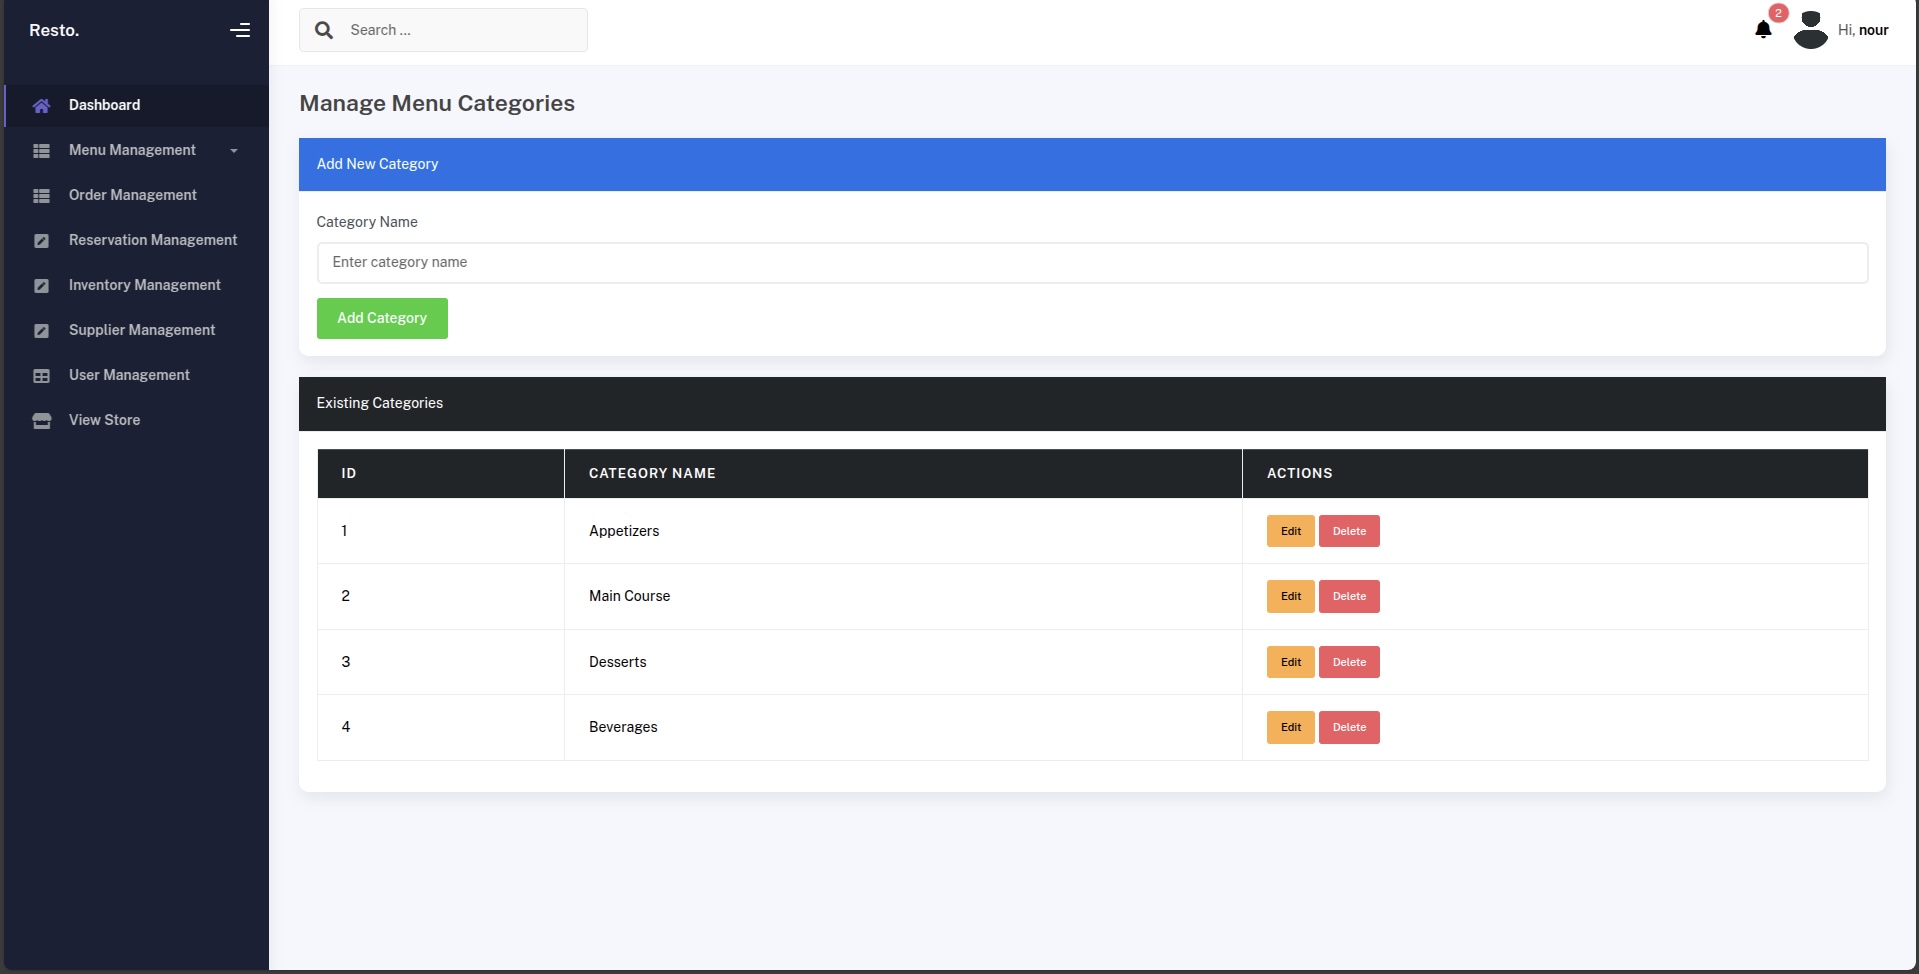 Resto.
Search ...
2
Hi, nour
Dashboard
Menu Management
Order Management
Reservation Management
Inventory Management
Supplier Management
User Management
View Store
Manage Menu Categories
Add New Category
Category Name
Enter category name
Add Category
Existing Categories
ID CATEGORY NAME ACTIONS
1 Appetizers Edit Delete
2 Main Course Edit Delete
3 Desserts Edit Delete
4 Beverages Edit Delete